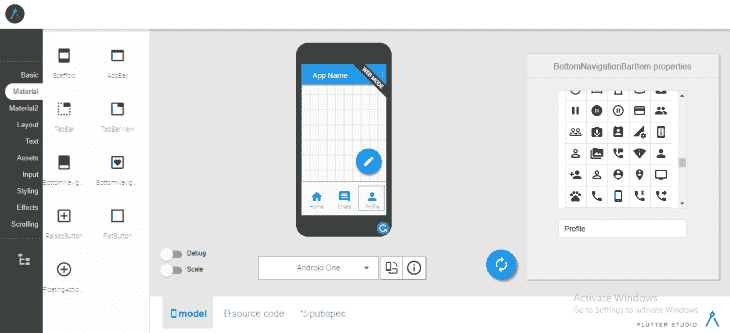 Basic
Material
Material2
Layout
Text
Assets
Input
Styling
Effects
Scrolling
Scaffold
AppBar
TabBar
TabBarView
BottomNavig...
BottomNavig...
RaisedButton
FlatButton
FloatingActio...
App Name
WEB MODE
Home
Chats
Profile
Debug
Scale
Android One
BottomNavigationBarItem properties
Profile
model
source code
pubspec
Activate Windows
Go to Settings to activate Windows.
FLUTTER STUDIO